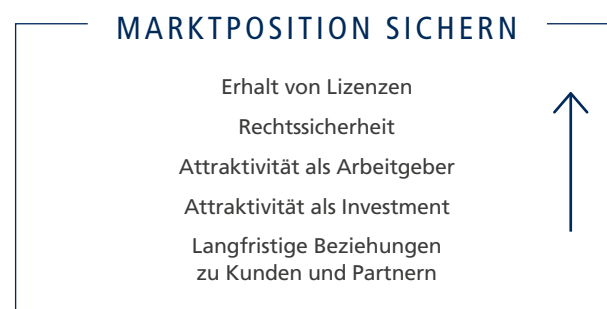 MARKTPOSITION SICHERN
Erhalt von Lizenzen
Rechtssicherheit
Attraktivität als Arbeitgeber
Attraktivität als Investment
Langfristige Beziehungen
zu Kunden und Partnern